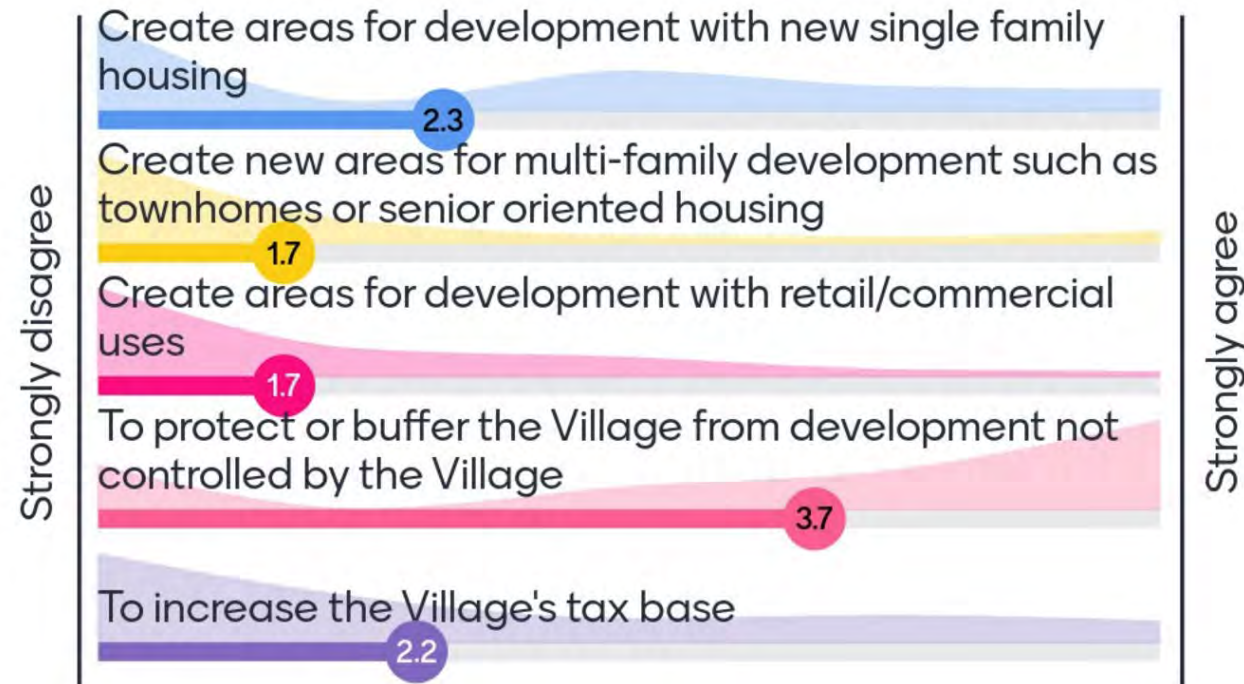 Strongly disagree
Create areas for development with new single family
housing
2.3
Create new areas for multi-family development such as
townhomes or senior oriented housing
1.7
Create areas for development with retail/commercial
uses
1.7
To protect or buffer the Village from development not
controlled by the Village
3.7
To increase the Village's tax base
2.2
Strongly agree